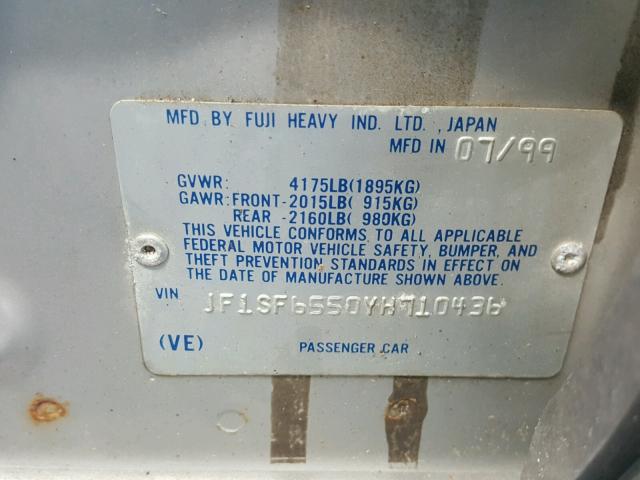 MFD BY FUJI HEAVY IND. LTD. ,JAPAN
MFD IN 07/99
GVWR: 4175LB(1895KG)
GAWR:FRONT-2015LB( 915KG)
REAR -2160LB( 980KG)
THIS VEHICLE CONFORMS TO ALL APPLICABLE
FEDERAL MOTOR VEHICLE SAFETY, BUMPER, AND
THEFT PREVENTION STANDARDS IN EFFECT ON
THE DATE OF MANUFACTURE SHOWN ABOVE.
VIN JF1SF6550YH710436
(VE) PASSENGER CAR